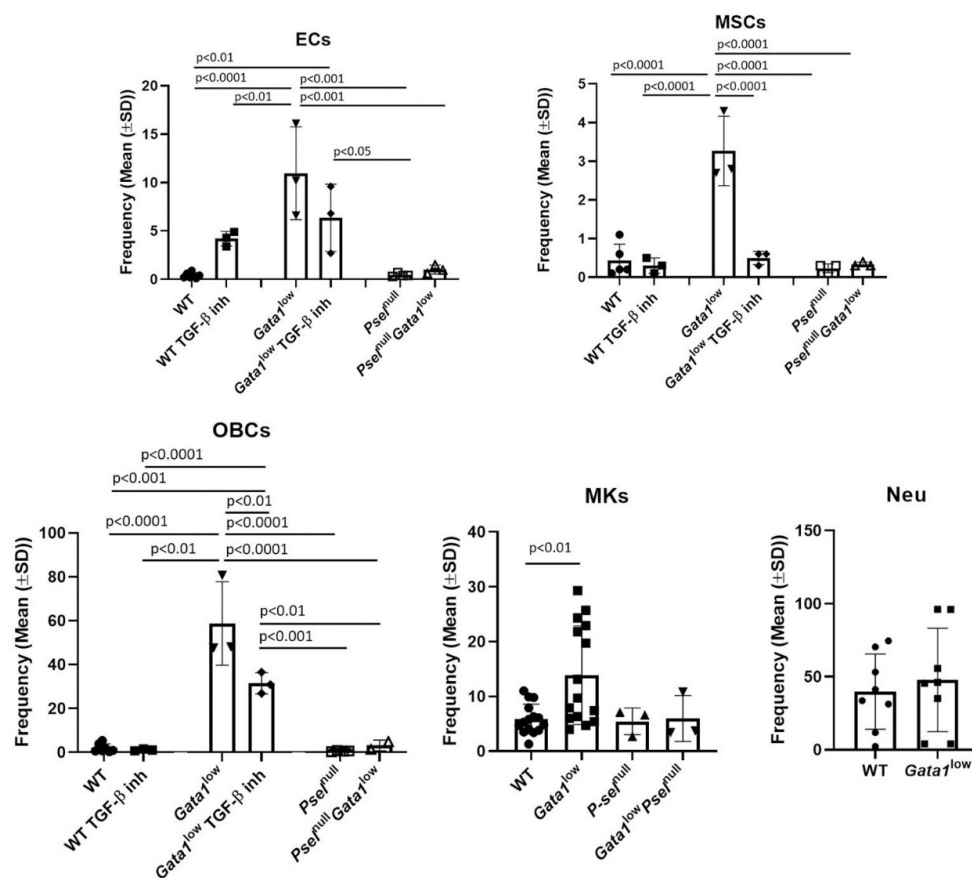 ECs
p<0.01
p<0.0001
p<0.001
p<0.01
p<0.001
p<0.05
Frequency (Mean (±SD))
20
15
10
5
0
WT
WT TGF-β inh
Gata1low
Gata1low TGF-β inh
Pselnull
Pselnull Gata1low
MSCs
p<0.0001
p<0.0001
p<0.0001
p<0.0001
p<0.0001
Frequency (Mean (±SD))
5
4
3
2
1
0
WT
WT TGF-β inh
Gata1low
Gata1low TGF-β inh
Pselnull
Pselnull Gata1low
OBCs
p<0.0001
p<0.001
p<0.01
p<0.0001
p<0.0001
p<0.01
p<0.0001
p<0.01
p<0.001
Frequency (Mean (±SD))
100
80
60
40
20
0
WT
WT TGF-β inh
Gata1low
Gata1low TGF-β inh
Pselnull
Pselnull Gata1low
MKs
p<0.01
Frequency (Mean (±SD))
40
30
20
10
0
WT
Gata1low
P-selnull
Gata1low Pselnull
Neu
Frequency (Mean (±SD))
150
100
50
0
WT
Gata1low